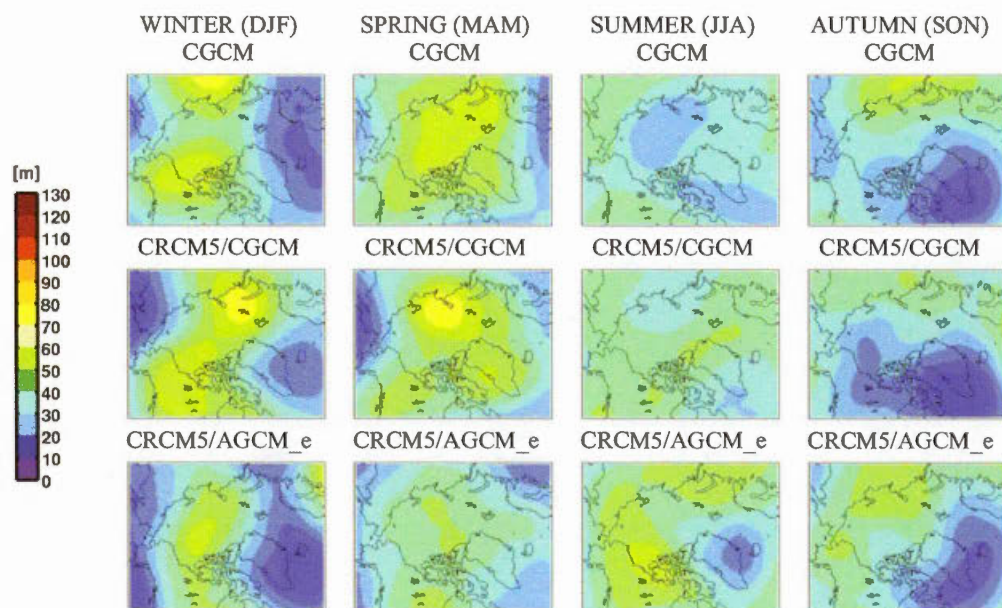 WINTER (DJF) SPRING (MAM) SUMMER (JJA) AUTUMN (SON)
CGCM CGCM CGCM CGCM
[m]
130
120
110
100
90
80
70
60
50
40
30
20
10
0
CRCM5/CGCM CRCM5/CGCM CRCM5/CGCM CRCM5/CGCM
CRCM5/AGCM_e CRCM5/AGCM_e CRCM5/AGCM_e CRCM5/AGCM_e